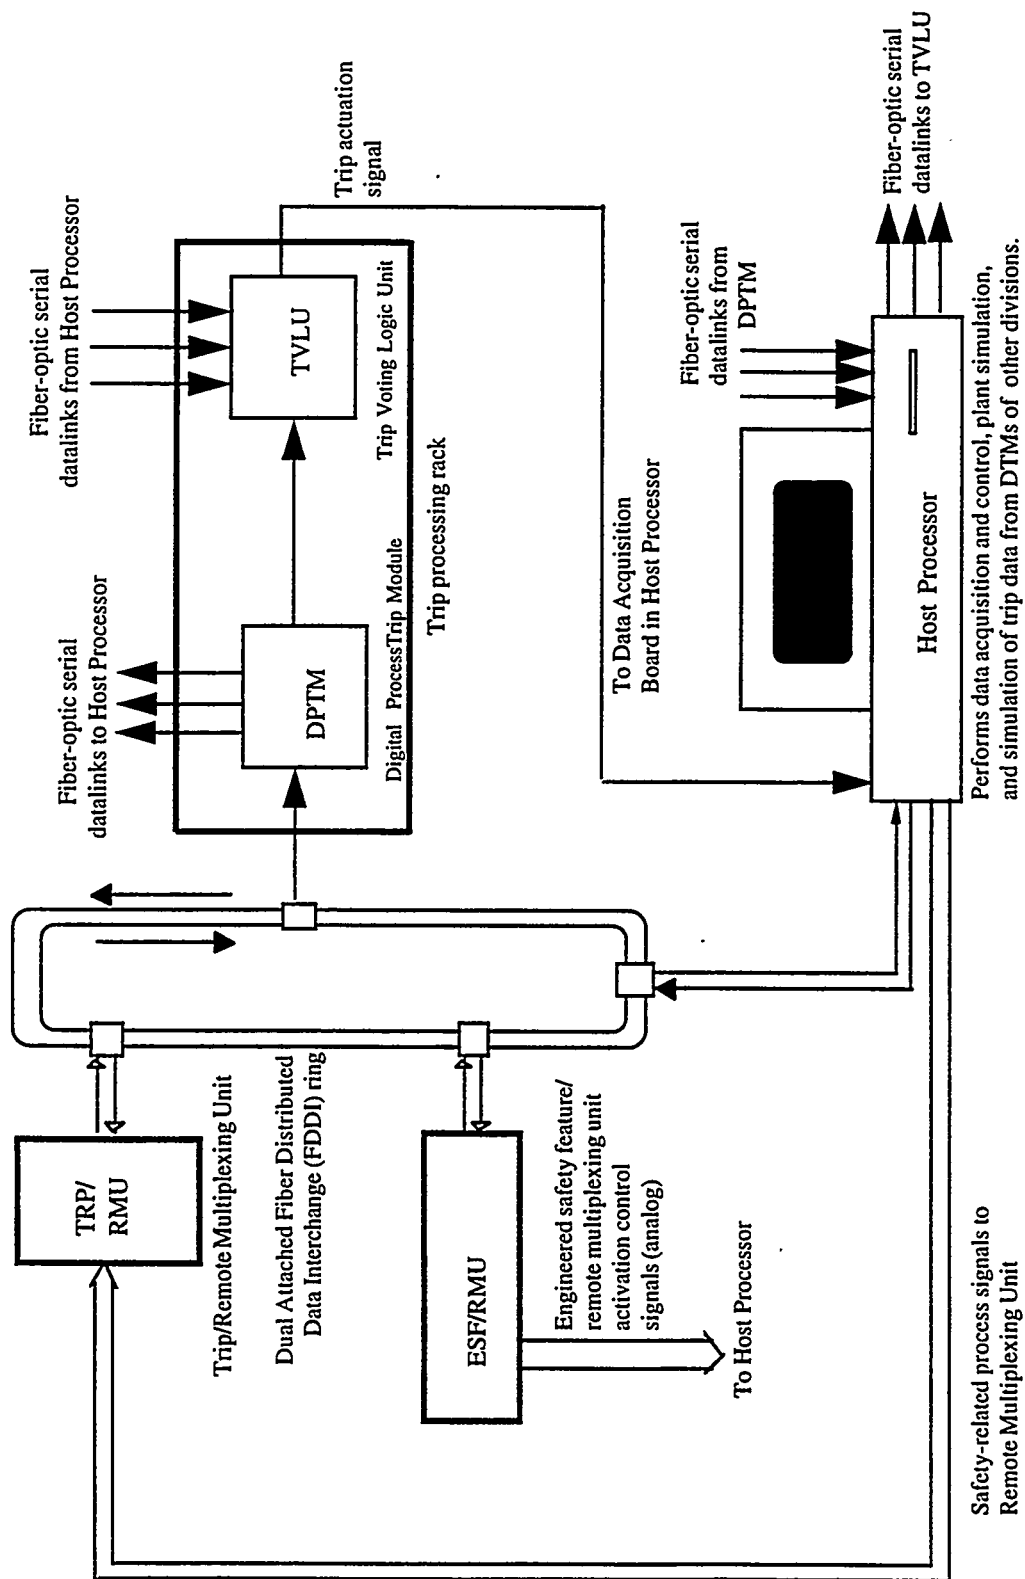 Fiber-optic serial
datalinks to Host Processor
Fiber-optic serial
datalinks from Host Processor
TRP/
RMU
Trip/Remote Multiplexing Unit
DPTM
TVLU
Digital ProcessTrip Module
Trip Voting Logic Unit
Trip processing rack
Trip actuation
signal
Dual Attached Fiber Distributed
Data Interchange (FDDI) ring
ESF/RMU
Engineered safety feature/
remote multiplexing unit
activation control
signals (analog)
To Host Processor
To Data Acquisition
Board in Host Processor
Fiber-optic serial
datalinks from
DPTM
Fiber-optic serial
datalinks to TVLU
Host Processor
Performs data acquisition and control, plant simulation,
and simulation of trip data from DTMs of other divisions.
Safety-related process signals to
Remote Multiplexing Unit